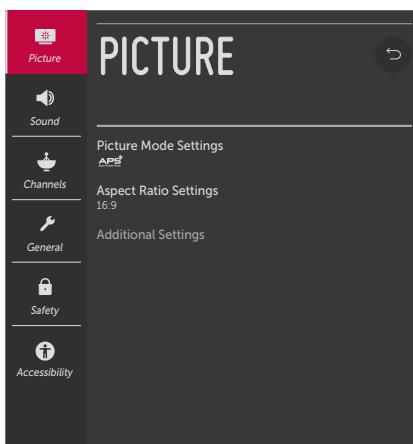 Picture
PICTURE
Sound
Channels
General
Safety
Accessibility
Picture Mode Settings
APS
Aspect Ratio Settings
16:9
Additional Settings